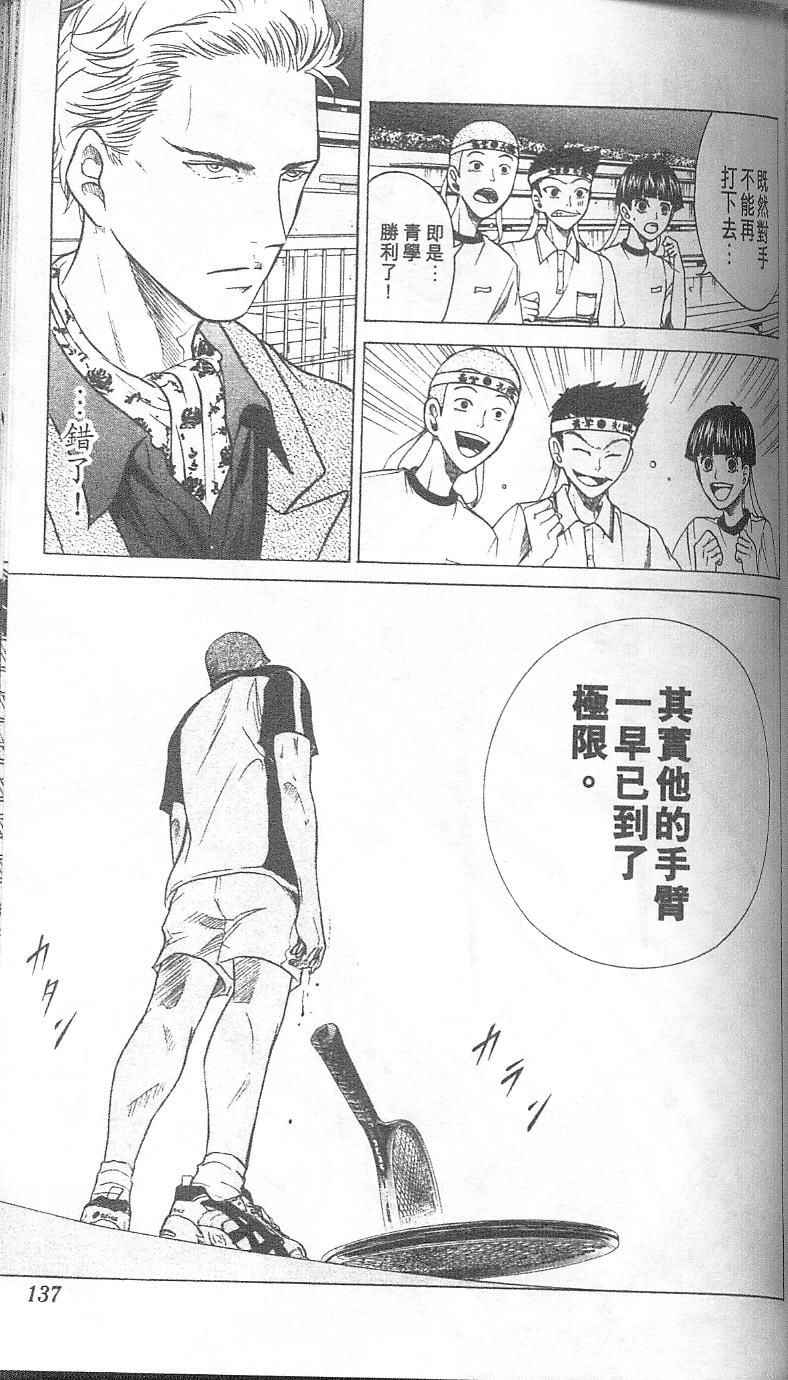 既然對手
不能再
打下去…
即是…
青學
勝利了！
…錯了！
其實他的手臂
一早已到了
極限。
カタン
カラン
137